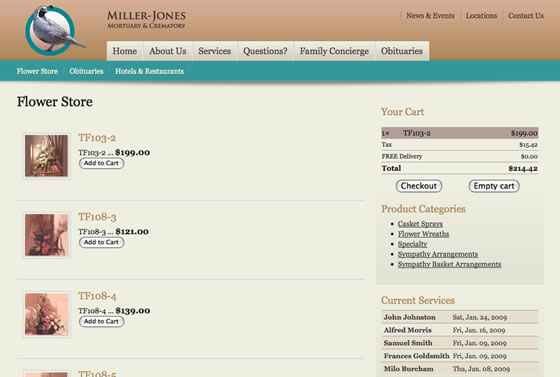 MILLER-JONES
MORTUARY & CREMATORY
News & Events
Locations
Contact Us
Home
About Us
Services
Questions?
Family Concierge
Obituaries
Flower Store
Obituaries
Hotels & Restaurants
Flower Store
TF103-2
TF103-2 ... $199.00
Add to Cart
TF108-3
TF108-3 ... $121.00
Add to Cart
TF108-4
TF108-4 ... $139.00
Add to Cart
TF108-5
Your Cart
1× TF103-2 $199.00
Tax $15.42
FREE Delivery $0.00
Total $214.42
Checkout
Empty cart
Product Categories
Casket Sprays
Flower Wreaths
Specialty
Sympathy Arrangements
Sympathy Basket Arrangements
Current Services
John Johnston Sat, Jan. 24, 2009
Alfred Morris Fri, Jan. 16, 2009
Samuel Smith Fri, Jan. 09, 2009
Frances Goldsmith Fri, Jan. 09, 2009
Milo Burcham Thu, Jan. 08, 2009